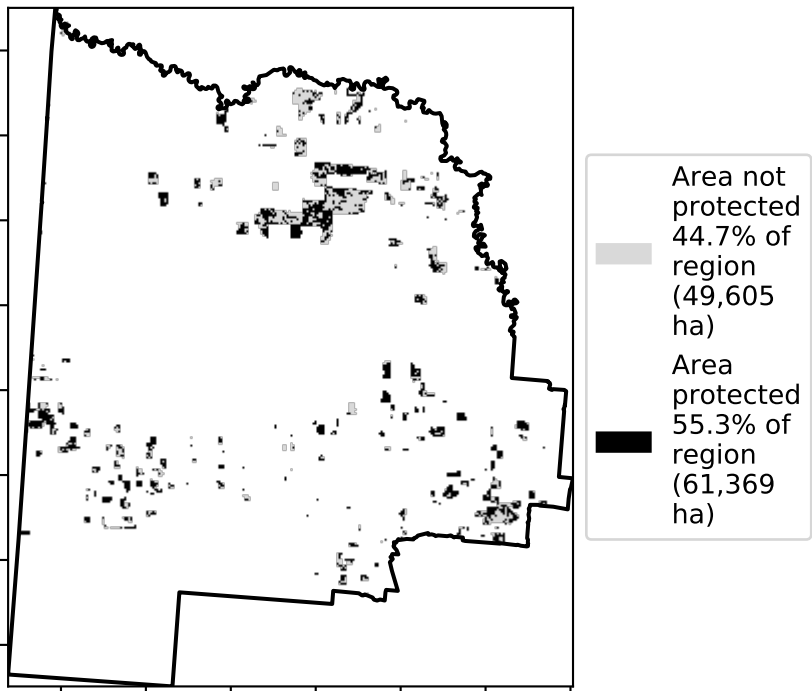 Area not
protected
44.7% of
region
(49,605
ha)
Area
protected
55.3% of
region
(61,369
ha)